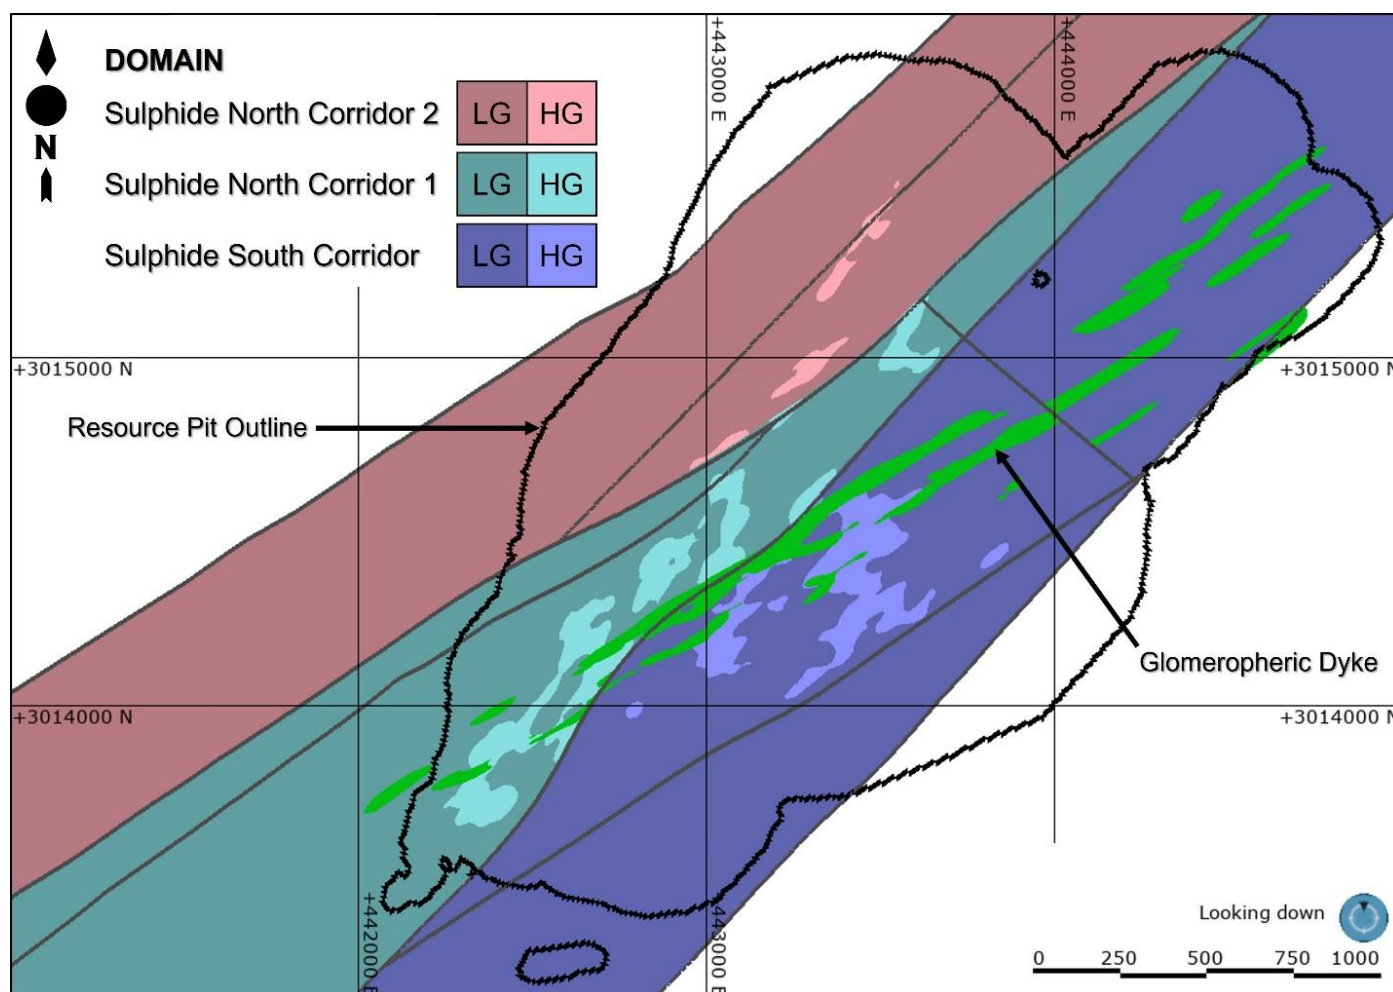 DOMAIN
Sulphide North Corridor 2 LG HG
N
Sulphide North Corridor 1 LG HG
Sulphide South Corridor LG HG
+443000 E
+444000 E
+3015000 N
+3015000 N
Resource Pit Outline
Glomeropheric Dyke
+3014000 N
+3014000 N
+442000 E
+443000 E
Looking down
0 250 500 750 1000